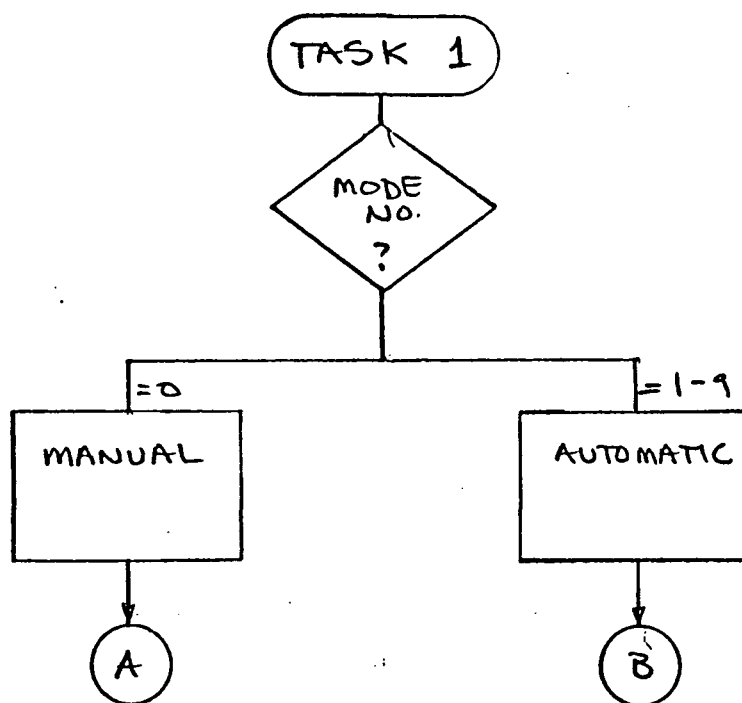 TASK 1
MODE
NO.
?
=0
=1-9
MANUAL
AUTOMATIC
A
B